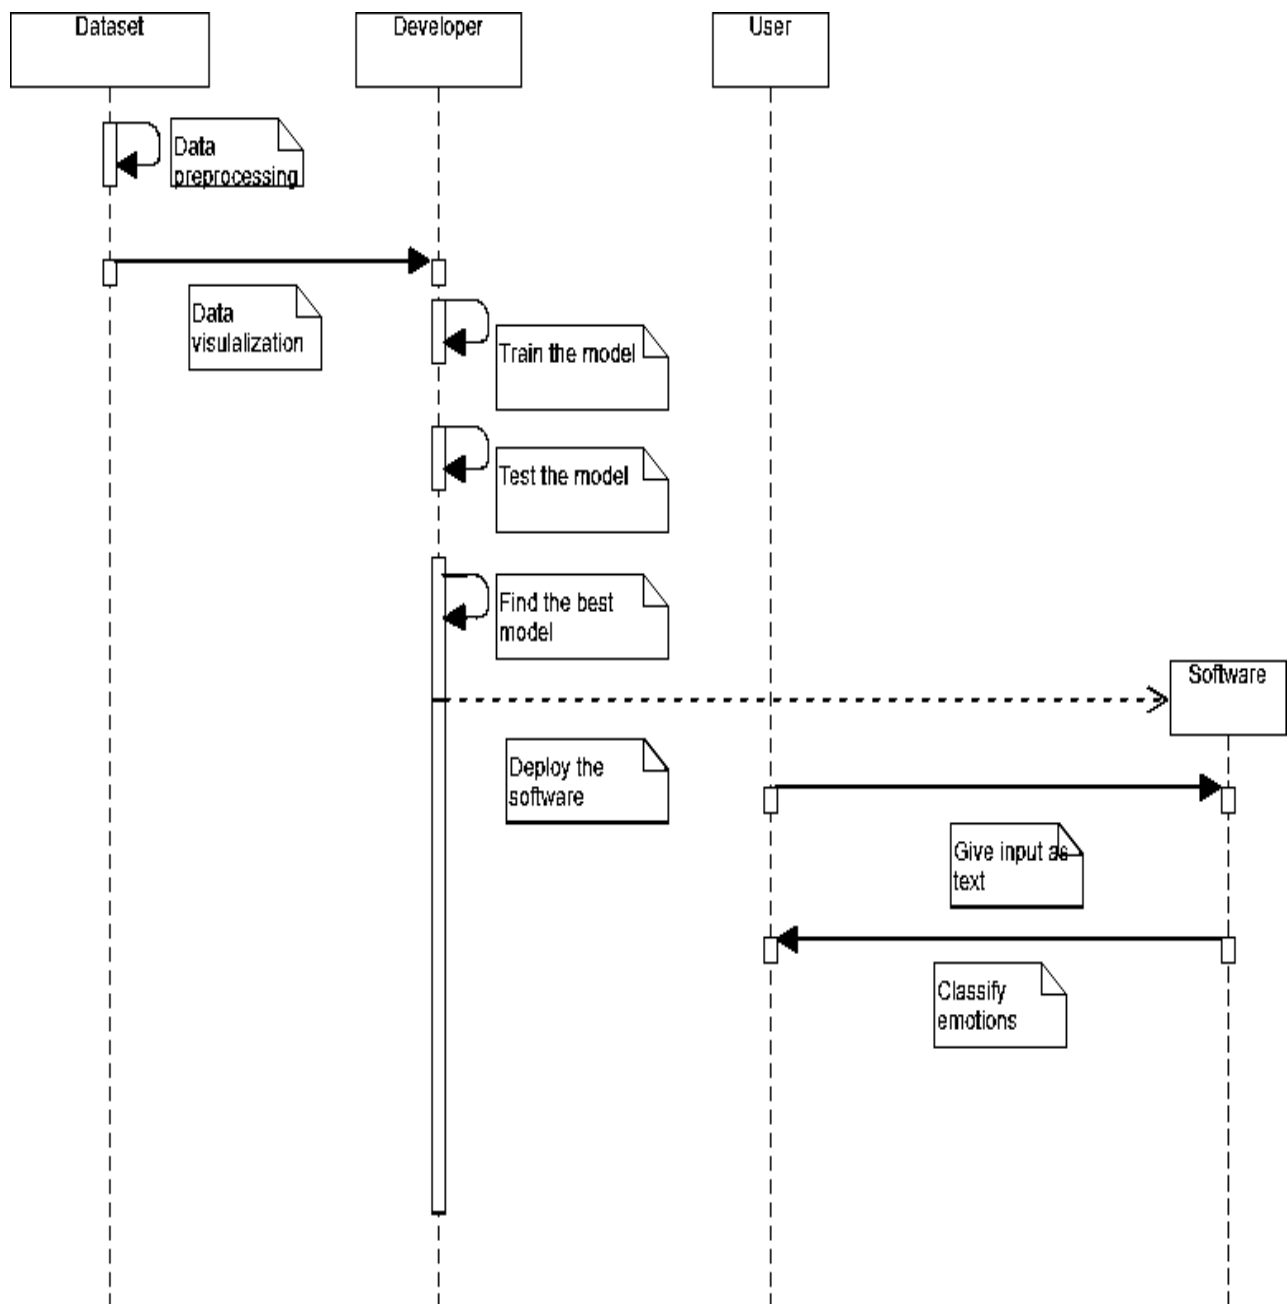 Dataset
Developer
User
Data
preprocessing
Data
visulalization
Train the model
Test the model
Find the best
model
Software
Deploy the
software
Give input as
text
Classify
emotions